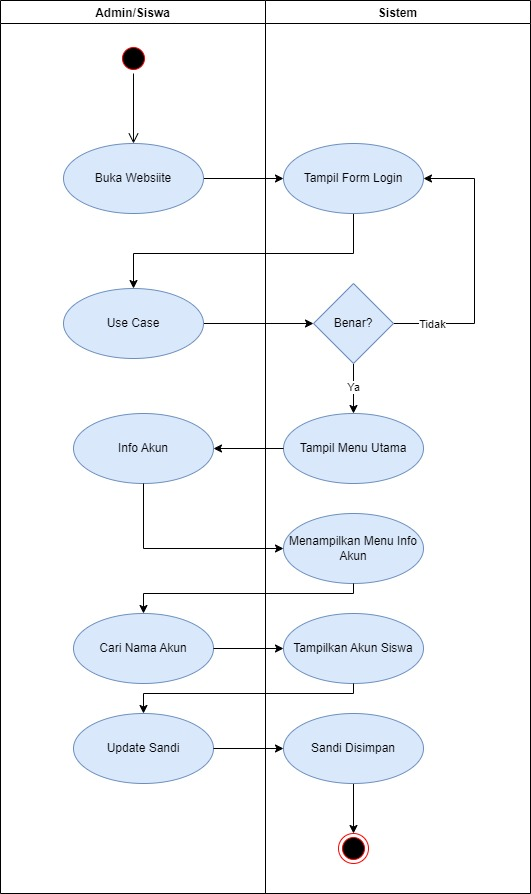 Admin/Siswa
Sistem
Buka Websiite
Tampil Form Login
Use Case
Benar?
Tidak
Ya
Info Akun
Tampil Menu Utama
Menampilkan Menu Info
Akun
Cari Nama Akun
Tampilkan Akun Siswa
Update Sandi
Sandi Disimpan